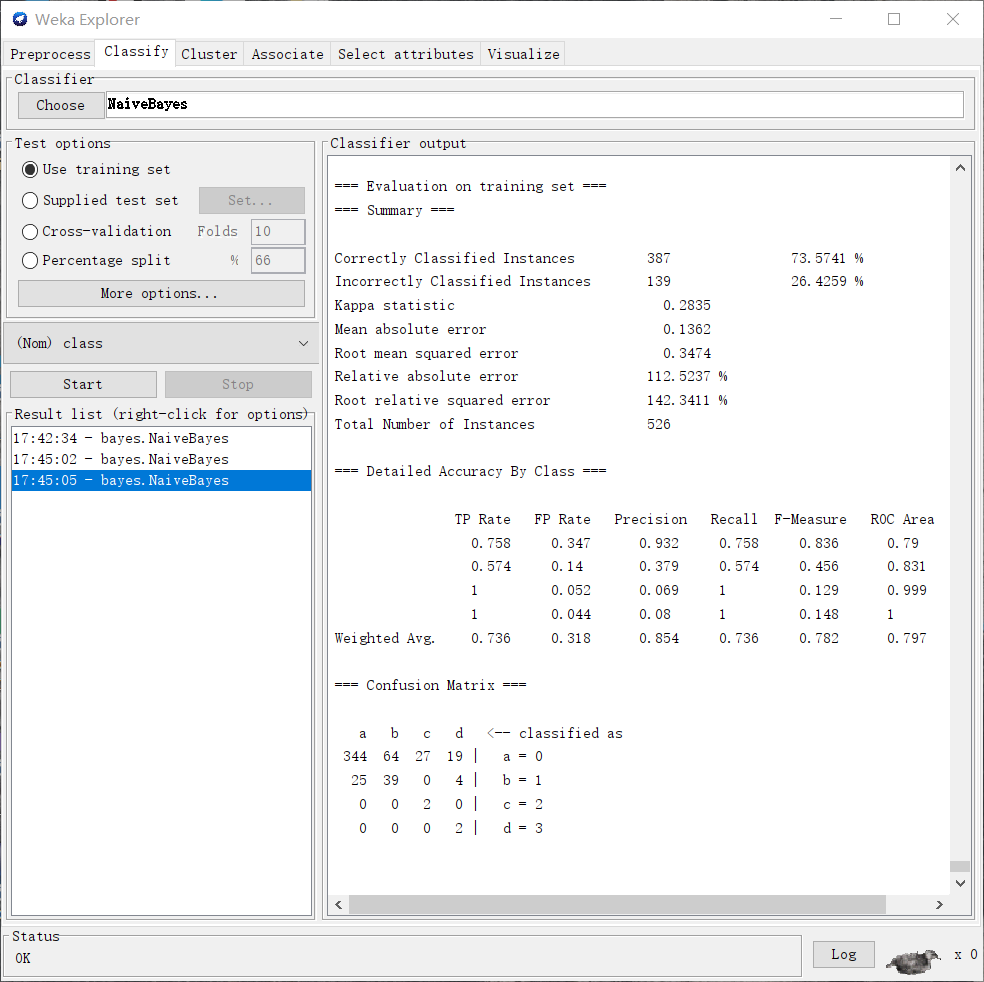 Weka Explorer
Preprocess Classify Cluster Associate Select attributes Visualize
Classifier
Choose NaiveBayes
Test options
Use training set
Supplied test set Set...
Cross-validation Folds 10
Percentage split % 66
More options...
(Nom) class
Start Stop
Result list (right-click for options)
17:42:34 - bayes.NaiveBayes
17:45:02 - bayes.NaiveBayes
17:45:05 - bayes.NaiveBayes
Classifier output
=== Evaluation on training set ===
=== Summary ===
Correctly Classified Instances 387 73.5741 %
Incorrectly Classified Instances 139 26.4259 %
Kappa statistic 0.2835
Mean absolute error 0.1362
Root mean squared error 0.3474
Relative absolute error 112.5237 %
Root relative squared error 142.3411 %
Total Number of Instances 526
=== Detailed Accuracy By Class ===
TP Rate FP Rate Precision Recall F-Measure ROC Area
0.758 0.347 0.932 0.758 0.836 0.79
0.574 0.14 0.379 0.574 0.456 0.831
1 0.052 0.069 1 0.129 0.999
1 0.044 0.08 1 0.148 1
Weighted Avg. 0.736 0.318 0.854 0.736 0.782 0.797
=== Confusion Matrix ===
a b c d <-- classified as
344 64 27 19 | a = 0
25 39 0 4 | b = 1
0 0 2 0 | c = 2
0 0 0 2 | d = 3
Status
OK
Log
x 0